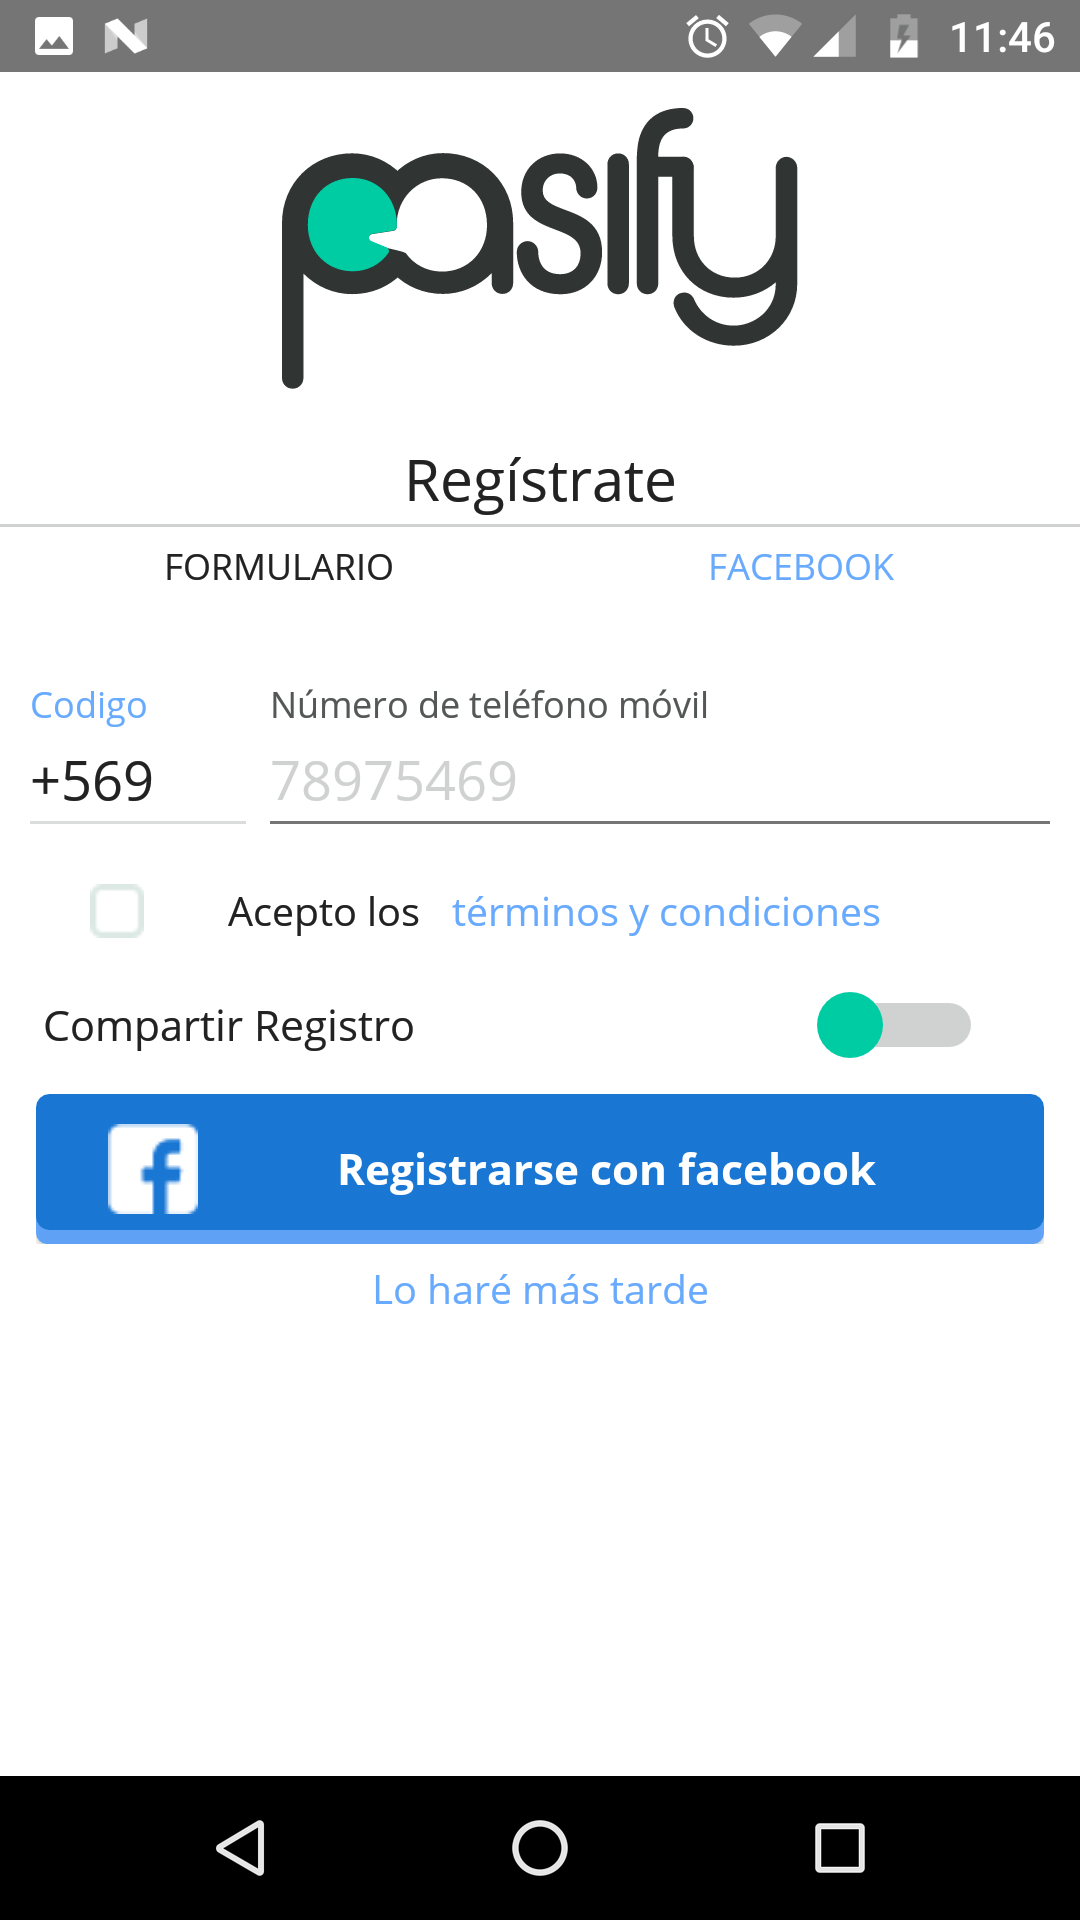 11:46
pasify
Regístrate
FORMULARIO FACEBOOK
Codigo Número de teléfono móvil
+569 78975469
Acepto los términos y condiciones
Compartir Registro
Registrarse con facebook
Lo haré más tarde